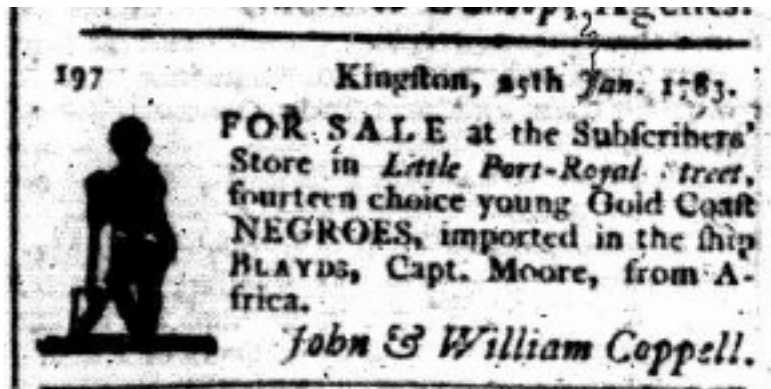 Agents.
197
Kingſton, 25th Jan. 1783.
FOR SALE at the Subſcribers'
Store in Little Port-Royal ſtreet,
fourteen choice young Gold Coaſt
NEGROES, imported in the ſhip
BLAYDS, Capt. Moore, from A-
frica.
John & William Coppell.